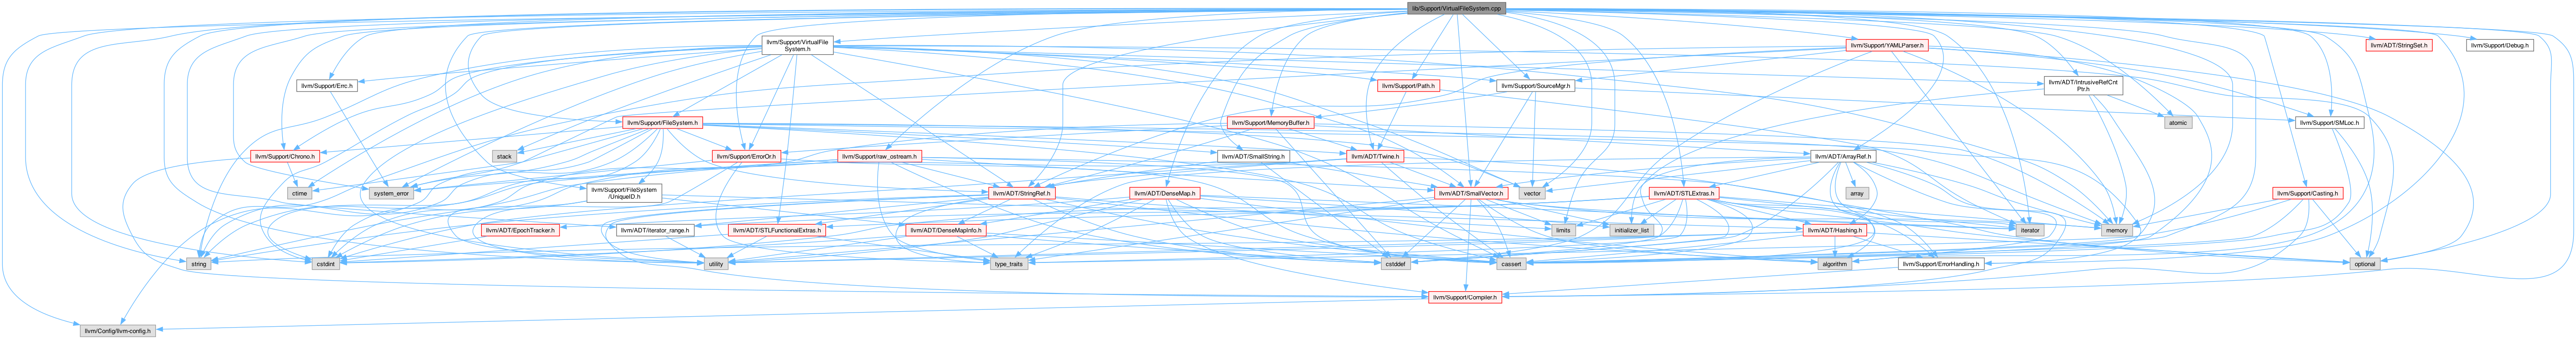 lib/Support/VirtualFileSystem.cpp
llvm/Support/VirtualFile
System.h
llvm/Support/YAMLParser.h
llvm/ADT/StringSet.h
llvm/Support/Debug.h
llvm/Support/Errc.h
llvm/Support/Path.h
llvm/Support/SourceMgr.h
llvm/ADT/IntrusiveRefCnt
Ptr.h
llvm/Support/FileSystem.h
llvm/Support/MemoryBuffer.h
atomic
llvm/Support/SMLoc.h
llvm/Support/Chrono.h
stack
llvm/Support/ErrorOr.h
llvm/Support/raw_ostream.h
llvm/ADT/SmallString.h
llvm/ADT/Twine.h
llvm/ADT/ArrayRef.h
ctime
system_error
llvm/Support/FileSystem
/UniqueID.h
llvm/ADT/StringRef.h
llvm/ADT/DenseMap.h
llvm/ADT/SmallVector.h
vector
llvm/ADT/STLExtras.h
array
llvm/Support/Casting.h
llvm/ADT/EpochTracker.h
llvm/ADT/iterator_range.h
llvm/ADT/STLFunctionalExtras.h
llvm/ADT/DenseMapInfo.h
limits
initializer_list
llvm/ADT/Hashing.h
iterator
memory
string
cstdint
utility
type_traits
cstddef
cassert
algorithm
llvm/Support/ErrorHandling.h
optional
llvm/Support/Compiler.h
llvm/Config/llvm-config.h